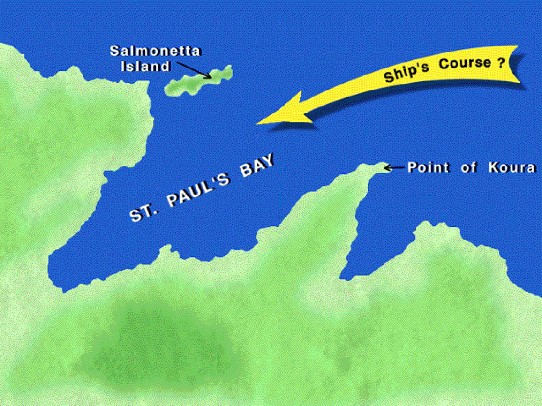 Salmonetta
Island
Ship's Course ?
ST. PAUL'S BAY
Point of Koura